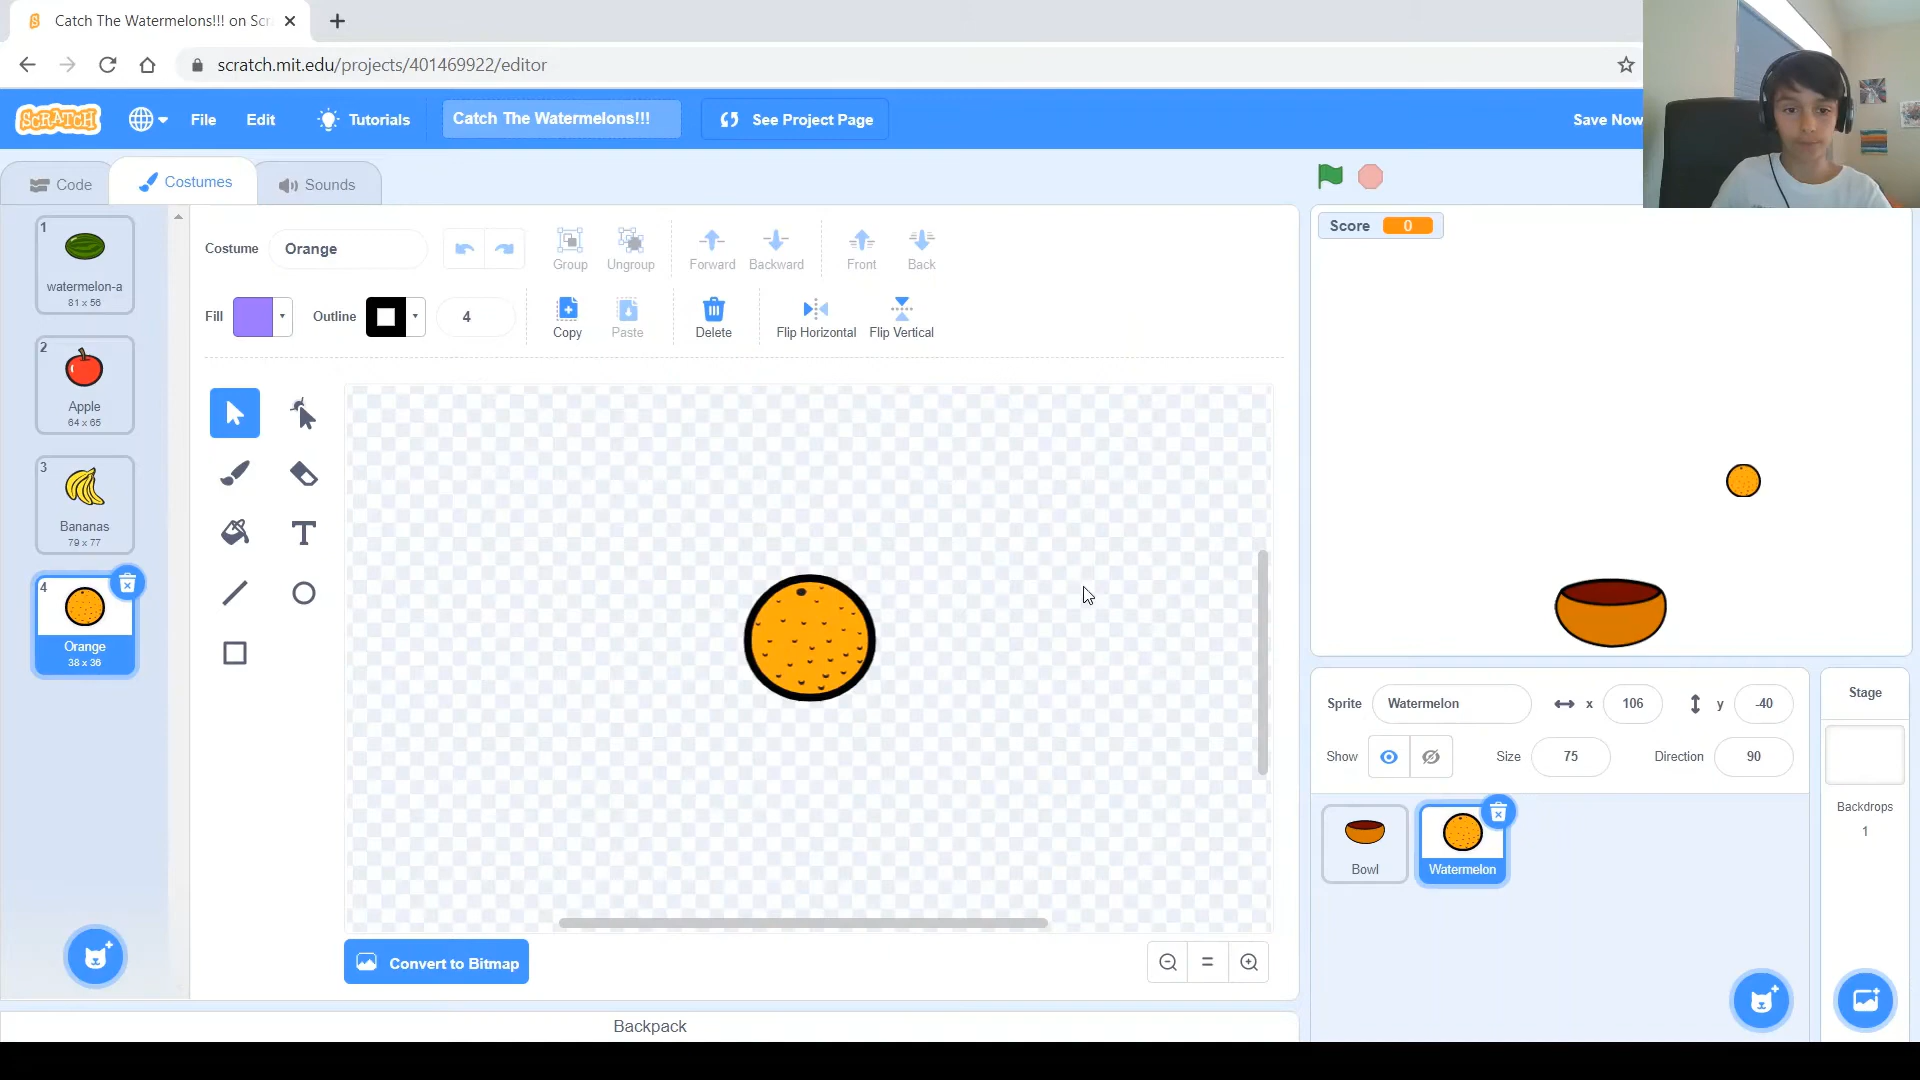 Catch The Watermelons!!! on Scr
scratch.mit.edu/projects/401469922/editor
SCRATCH
File
Edit
Tutorials
Catch The Watermelons!!!
See Project Page
Save Now
Code
Costumes
Sounds
1
watermelon-a
81 x 56
2
Apple
64 x 65
3
Bananas
79 x 77
4
Orange
38 x 36
Costume
Orange
Group
Ungroup
Forward
Backward
Front
Back
Fill
Outline
4
Copy
Paste
Delete
Flip Horizontal
Flip Vertical
T
Convert to Bitmap
Backpack
Score 0
Sprite
Watermelon
x 106
y -40
Show
Size 75
Direction 90
Bowl
Watermelon
Stage
Backdrops
1